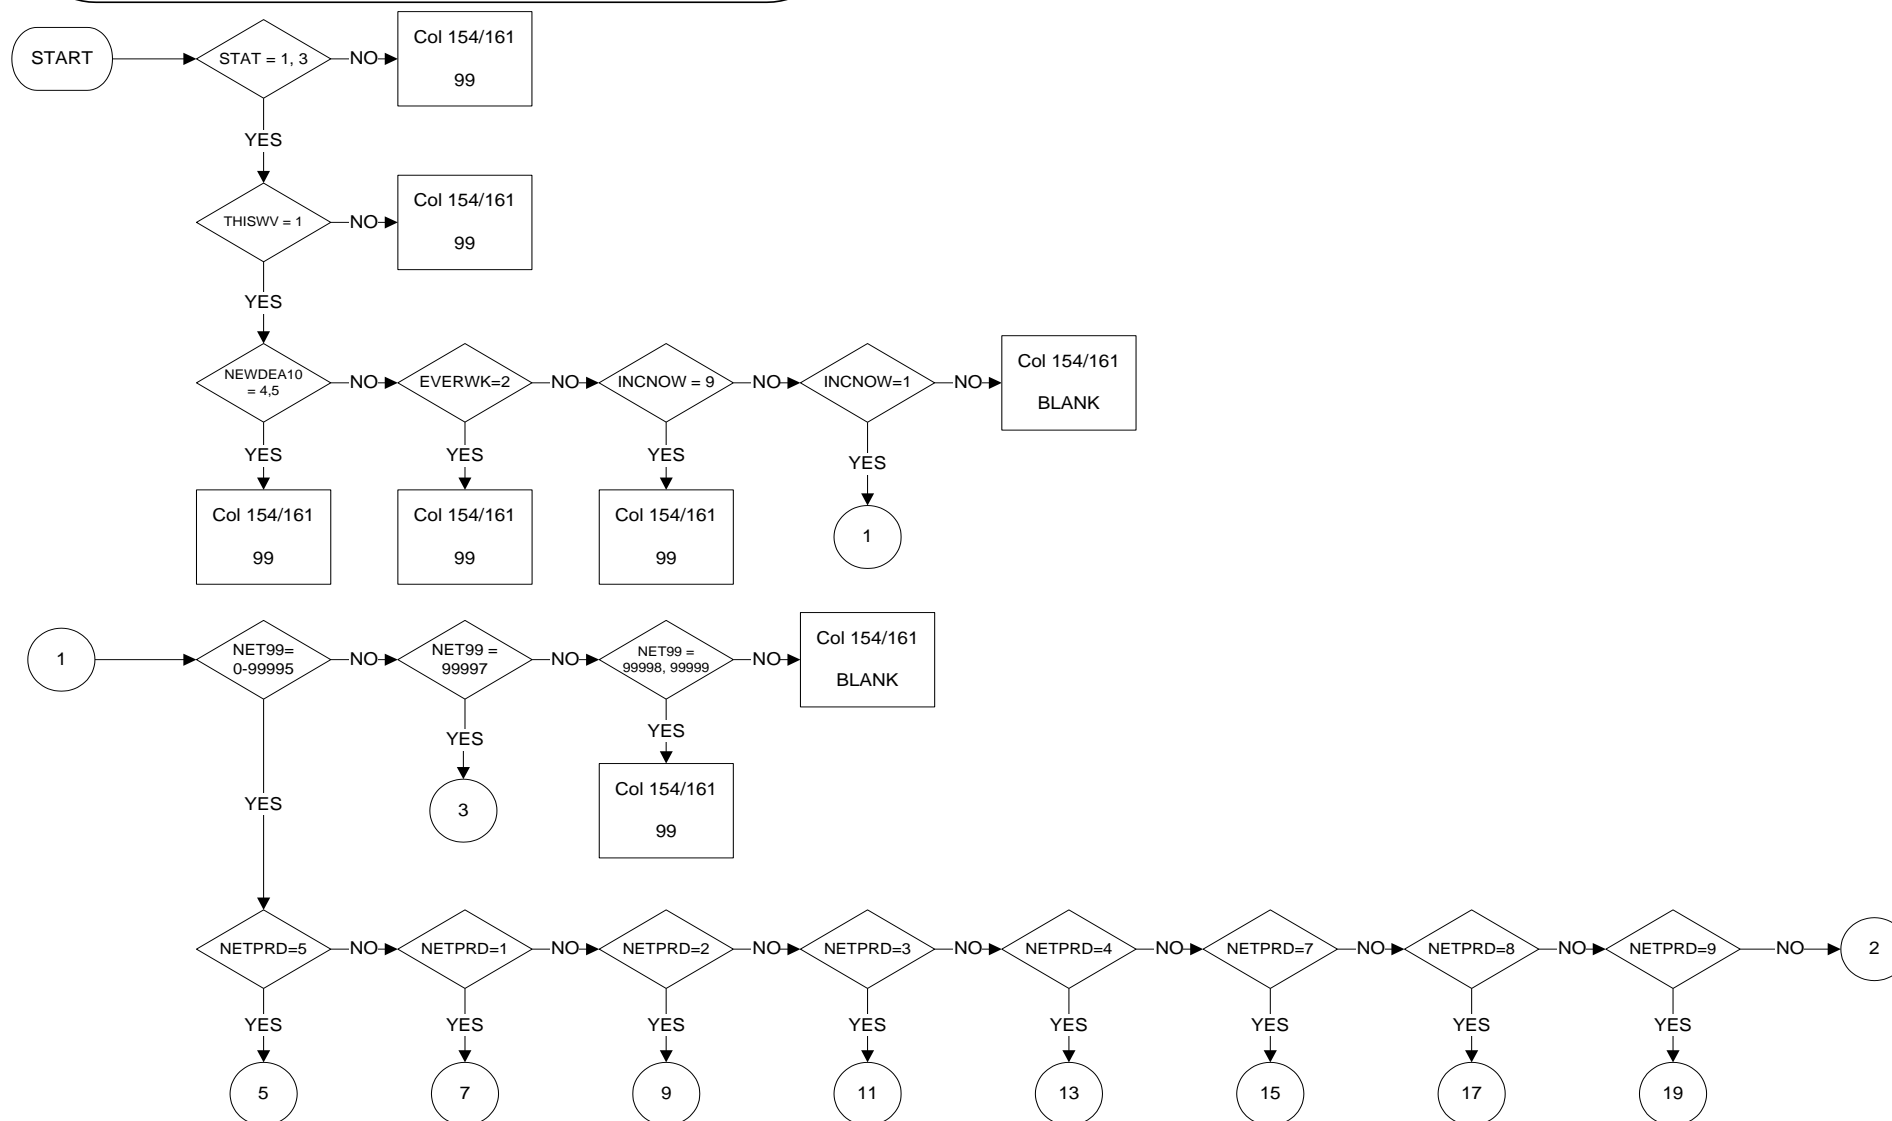 START
STAT = 1, 3
NO
Col 154/161
99
YES
THISWV = 1
NO
Col 154/161
99
YES
NEWDEA10
= 4,5
NO
EVERWK=2
NO
INCNOW = 9
NO
INCNOW=1
NO
Col 154/161
BLANK
YES
YES
YES
YES
Col 154/161
99
Col 154/161
99
Col 154/161
99
1
1
NET99=
0-99995
NO
NET99 =
99997
NO
NET99 =
99998, 99999
NO
Col 154/161
BLANK
YES
YES
YES
3
Col 154/161
99
NETPRD=5
NO
NETPRD=1
NO
NETPRD=2
NO
NETPRD=3
NO
NETPRD=4
NO
NETPRD=7
NO
NETPRD=8
NO
NETPRD=9
NO
2
YES
YES
YES
YES
YES
YES
YES
YES
5
7
9
11
13
15
17
19